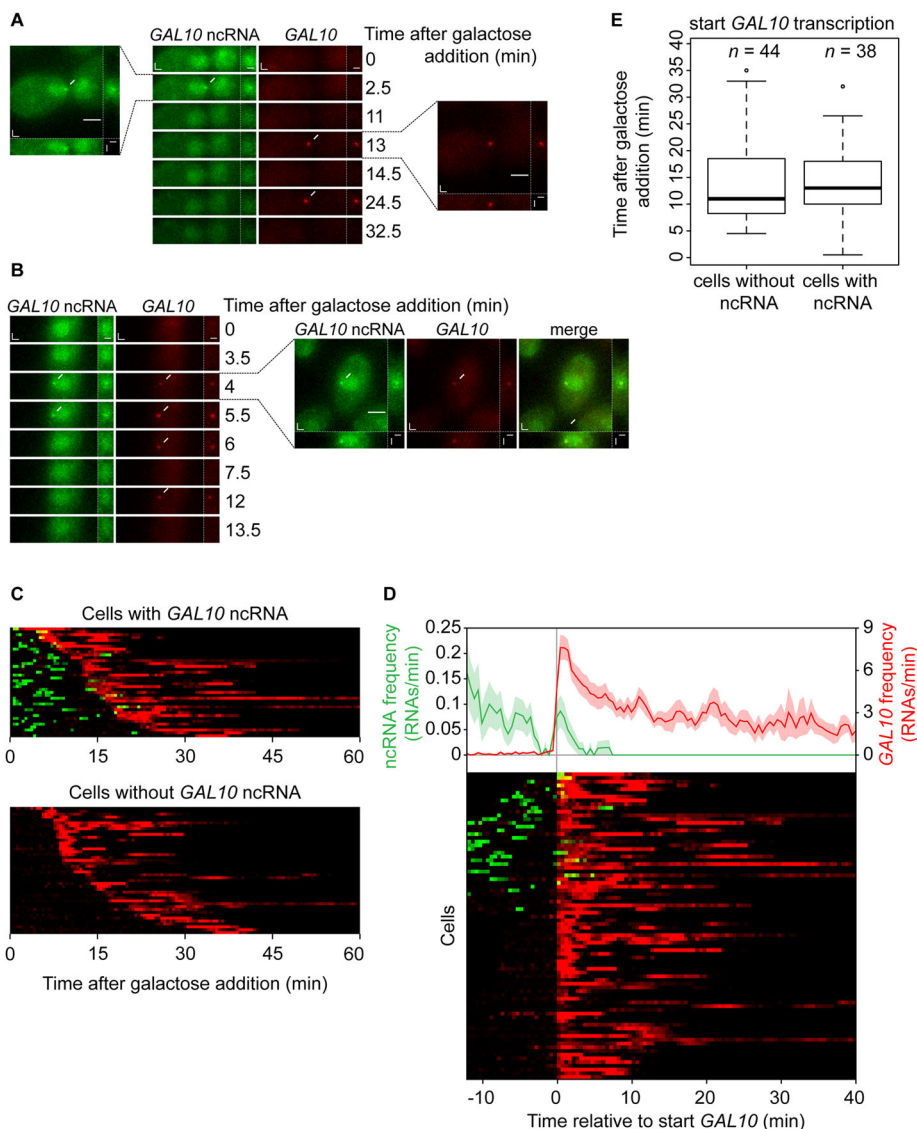 A
GAL10 ncRNA GAL10 Time after galactose
addition (min)
0
2.5
11
13
14.5
24.5
32.5
B
GAL10 ncRNA GAL10 Time after galactose addition (min)
0
3.5
4
5.5
6
7.5
12
13.5
GAL10 ncRNA GAL10 merge
E
start GAL10 transcription
n = 44 n = 38
Time after galactose
addition (min)
40
35
30
25
20
15
10
5
0
cells without
ncRNA
cells with
ncRNA
C
Cells with GAL10 ncRNA
0 15 30 45 60
Cells without GAL10 ncRNA
0 15 30 45 60
Time after galactose addition (min)
D
ncRNA frequency
(RNAs/min)
0.25
0.2
0.15
0.1
0.05
0
9
6
3
0
GAL10 frequency
(RNAs/min)
Cells
-10 0 10 20 30 40
Time relative to start GAL10 (min)